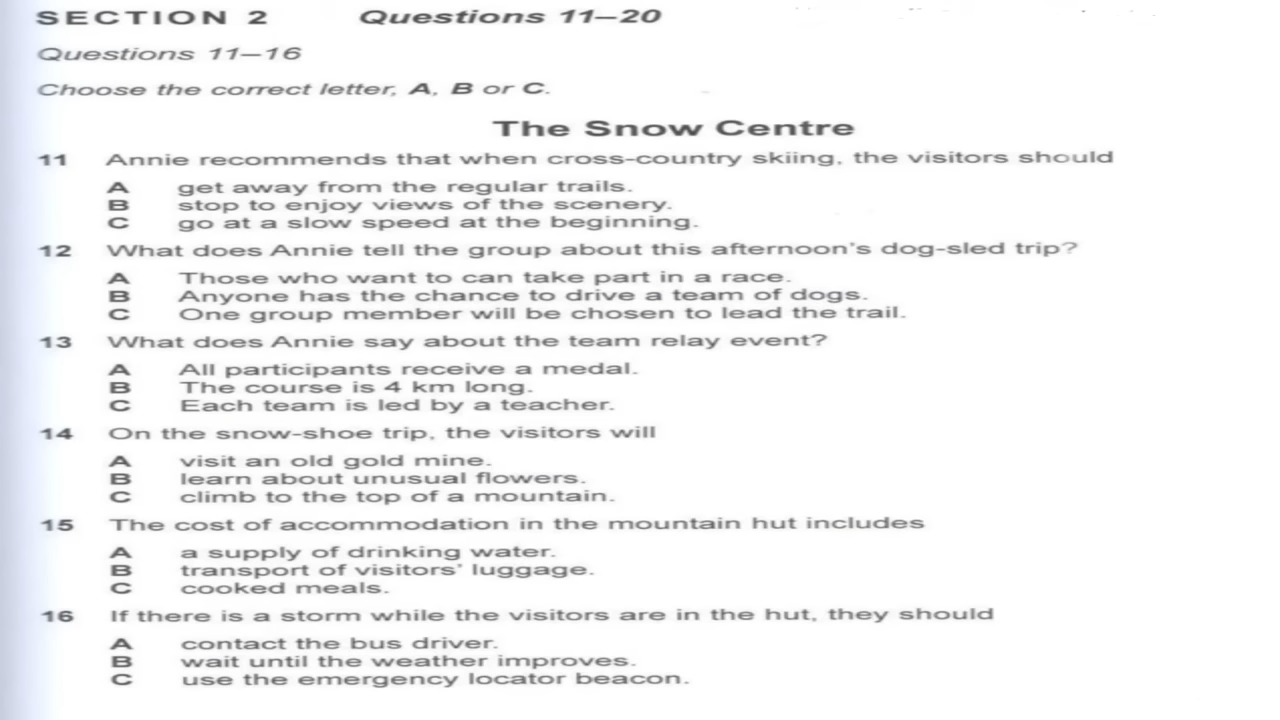 SECTION 2 Questions 11–20
Questions 11–16
Choose the correct letter, A, B or C.
The Snow Centre
11 Annie recommends that when cross-country skiing, the visitors should
A get away from the regular trails.
B stop to enjoy views of the scenery.
C go at a slow speed at the beginning.
12 What does Annie tell the group about this afternoon's dog-sled trip?
A Those who want to can take part in a race.
B Anyone has the chance to drive a team of dogs.
C One group member will be chosen to lead the trail.
13 What does Annie say about the team relay event?
A All participants receive a medal.
B The course is 4 km long.
C Each team is led by a teacher.
14 On the snow-shoe trip, the visitors will
A visit an old gold mine.
B learn about unusual flowers.
C climb to the top of a mountain.
15 The cost of accommodation in the mountain hut includes
A a supply of drinking water.
B transport of visitors' luggage.
C cooked meals.
16 If there is a storm while the visitors are in the hut, they should
A contact the bus driver.
B wait until the weather improves.
C use the emergency locator beacon.